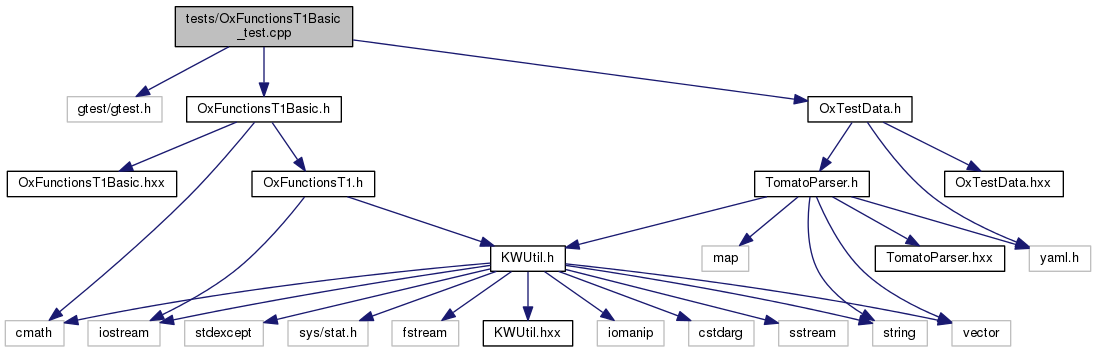 tests/OxFunctionsT1Basic
_test.cpp
gtest/gtest.h
OxFunctionsT1Basic.h
OxTestData.h
OxFunctionsT1Basic.hxx
OxFunctionsT1.h
TomatoParser.h
OxTestData.hxx
KWUtil.h
map
TomatoParser.hxx
yaml.h
cmath
iostream
stdexcept
sys/stat.h
fstream
KWUtil.hxx
iomanip
cstdarg
sstream
string
vector